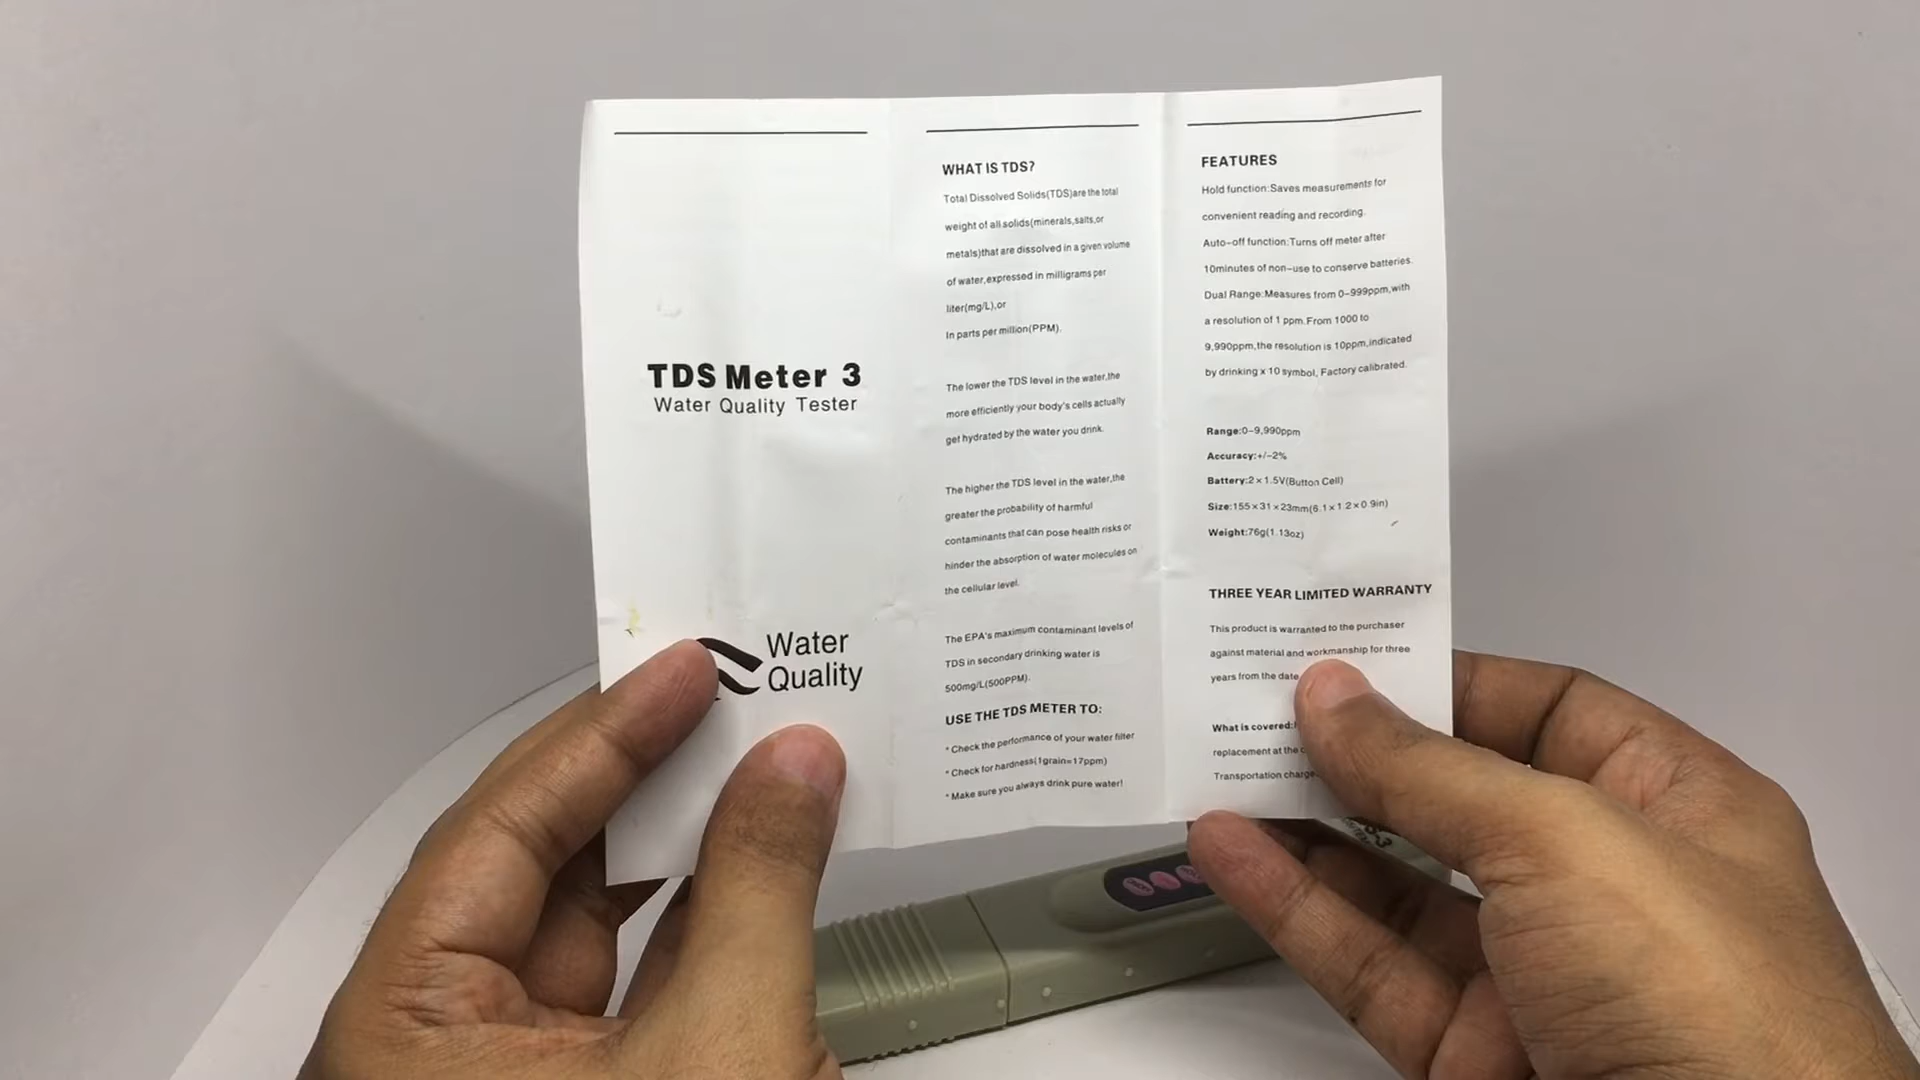 TDS Meter 3
Water Quality Tester
Water
Quality
WHAT IS TDS?
Total Dissolved Solids(TDS)are the total
weight of all solids(minerals,salts,or
metals)that are dissolved in a given volume
of water,expressed in milligrams per
liter(mg/L),or
In parts per million(PPM).
The lower the TDS level in the water,the
more efficiently your body's cells actually
get hydrated by the water you drink.
The higher the TDS level in the water,the
greater the probability of harmful
contaminants that can pose health risks or
hinder the absorption of water molecules on
the cellular level.
The EPA's maximum contaminant levels of
TDS in secondary drinking water is
500mg/L(500PPM).
USE THE TDS METER TO:
* Check the performance of your water filter
* Check for hardness(1grain=17ppm)
* Make sure you always drink pure water!
FEATURES
Hold function:Saves measurements for
convenient reading and recording.
Auto-off function:Turns off meter after
10minutes of non-use to conserve batteries.
Dual Range:Measures from 0-999ppm,with
a resolution of 1 ppm.From 1000 to
9,990ppm,the resolution is 10ppm,indicated
by drinking x 10 symbol, Factory calibrated.
Range:0-9,990ppm
Accuracy:+/-2%
Battery:2×1.5V(Button Cell)
Size:155×31×23mm(6.1×1.2×0.9in)
Weight:76g(1.13oz)
THREE YEAR LIMITED WARRANTY
This product is warranted to the purchaser
against material and workmanship for three
years from the date
What is covered:
replacement at the
Transportation charge